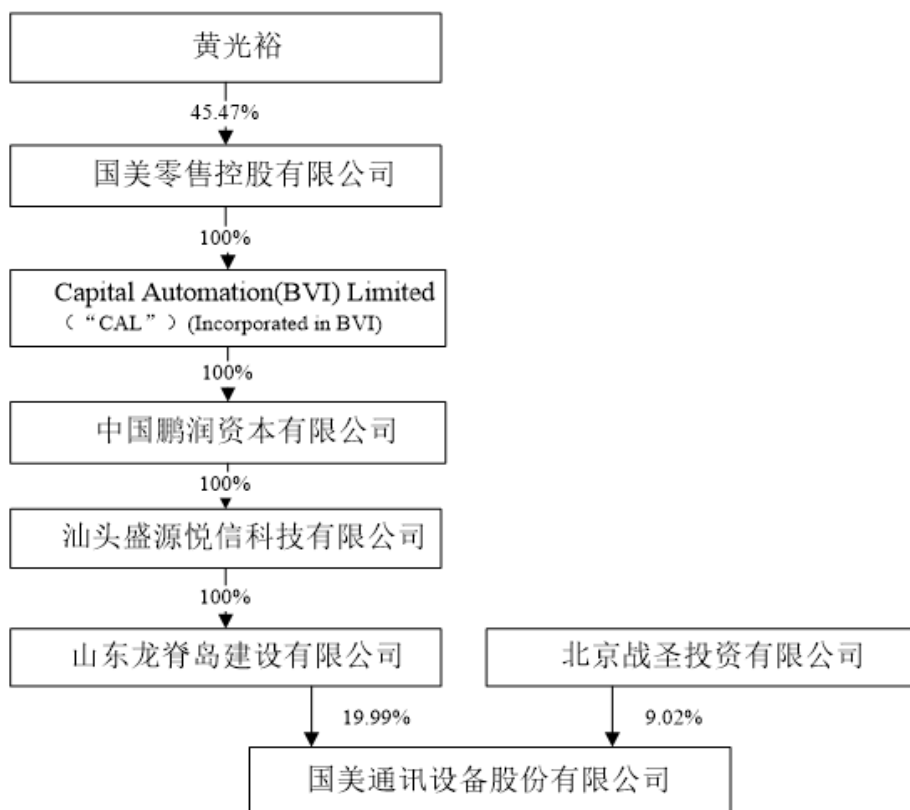 黄光裕
45.47%
国美零售控股有限公司
100%
Capital Automation(BVI) Limited
（“CAL”）(Incorporated in BVI)
100%
中国鹏润资本有限公司
100%
汕头盛源悦信科技有限公司
100%
山东龙脊岛建设有限公司
北京战圣投资有限公司
19.99%
9.02%
国美通讯设备股份有限公司